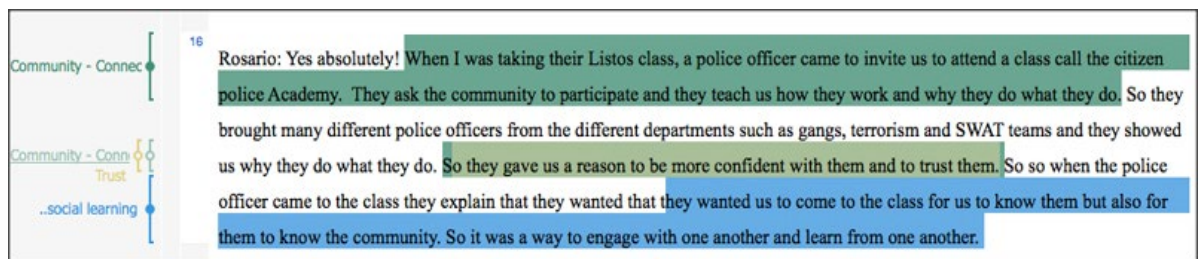 16
Community - Connec
Rosario: Yes absolutely! When I was taking their Listos class, a police officer came to invite us to attend a class call the citizen
police Academy. They ask the community to participate and they teach us how they work and why they do what they do. So they
brought many different police officers from the different departments such as gangs, terrorism and SWAT teams and they showed
Community - Conn
us why they do what they do. So they gave us a reason to be more confident with them and to trust them. So so when the police
Trust
..social learning
officer came to the class they explain that they wanted that they wanted us to come to the class for us to know them but also for
them to know the community. So it was a way to engage with one another and learn from one another.